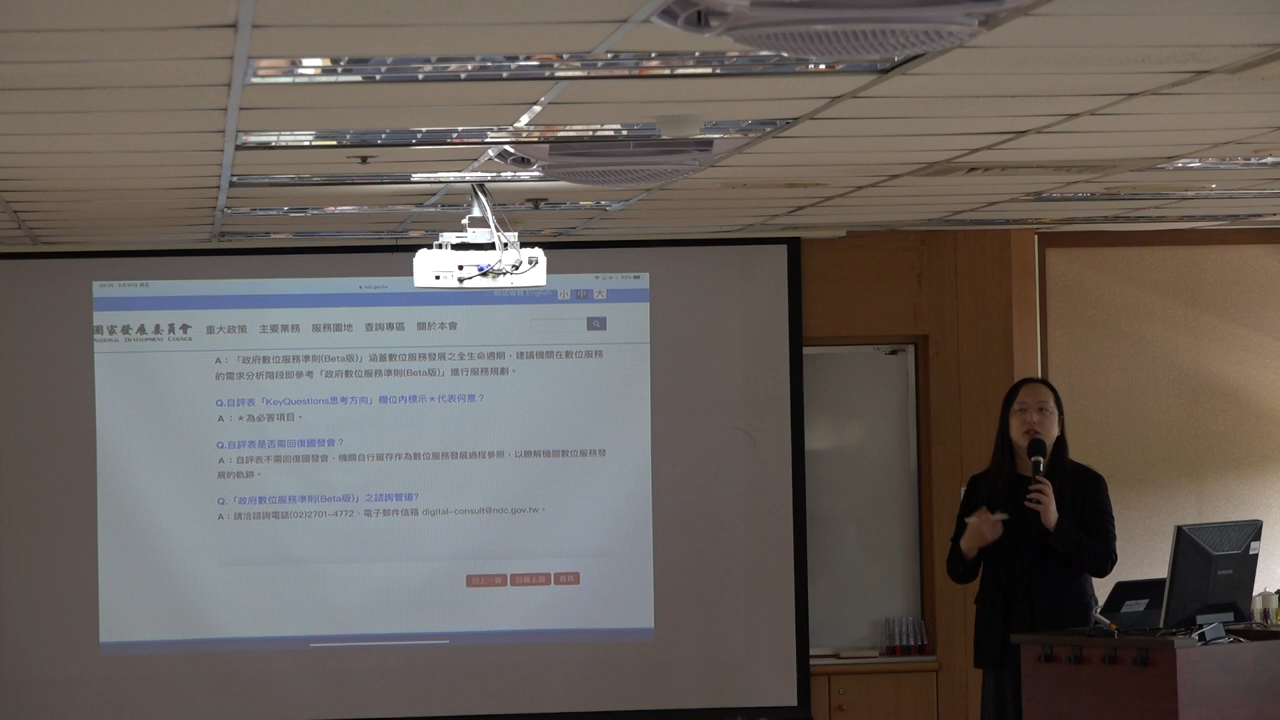 ndc.gov.tw
網站導覽 English 小 中 大
國家發展委員會
NATIONAL DEVELOPMENT COUNCIL
重大政策 主要業務 服務園地 查詢專區 關於本會
A：「政府數位服務準則(Beta版)」涵蓋數位服務發展之全生命週期，建議機關在數位服務
的需求分析階段即參考「政府數位服務準則(Beta版)」進行服務規劃。
Q.自評表「KeyQuestions思考方向」欄位內標示★代表何意？
A：★為必答項目。
Q.自評表是否需回復國發會？
A：自評表不需回復國發會，機關自行留存作為數位服務發展過程參照，以瞭解機關數位服務發
展的軌跡。
Q.「政府數位服務準則(Beta版)」之諮詢管道?
A：請洽諮詢電話(02)2701-4772、電子郵件信箱 digital-consult@ndc.gov.tw。
回上一頁 回最上面 首頁
SAMSUNG